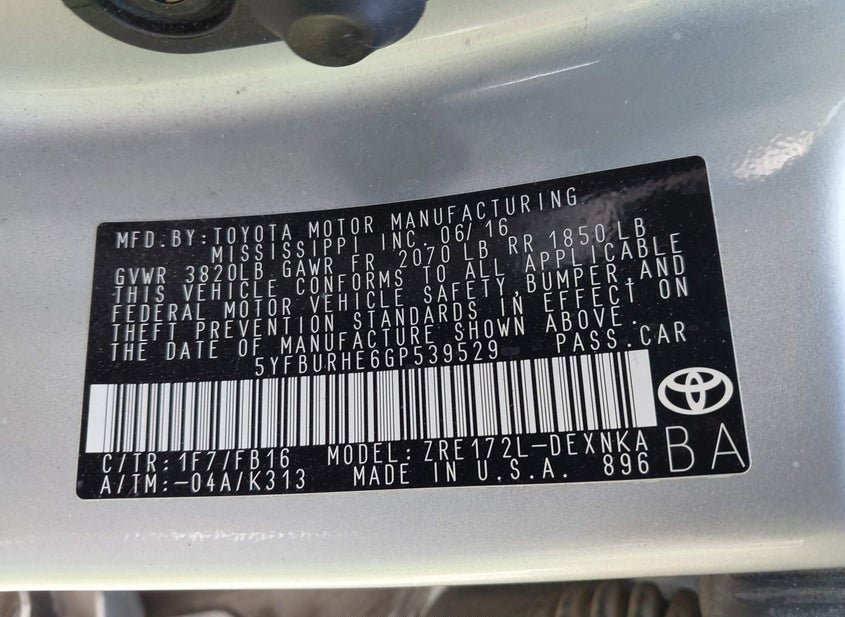 MFD.BY:TOYOTA MOTOR MANUFACTURING
MISSISSIPPI INC. 06/16
GVWR 3820LB GAWR FR 2070 LB RR 1850LB
THIS VEHICLE CONFORMS TO ALL APPLICABLE
FEDERAL MOTOR VEHICLE SAFETY,BUMPER,AND
THEFT PREVENTION STANDARDS IN EFFECT ON
THE DATE OF MANUFACTURE SHOWN ABOVE.
5YFBURHE6GP539529 PASS.CAR
C/TR:1F7/FB16 MODEL: ZRE172L-DEXNKA
A/TM:-04A/K313 MADE IN U.S.A. 896
BA